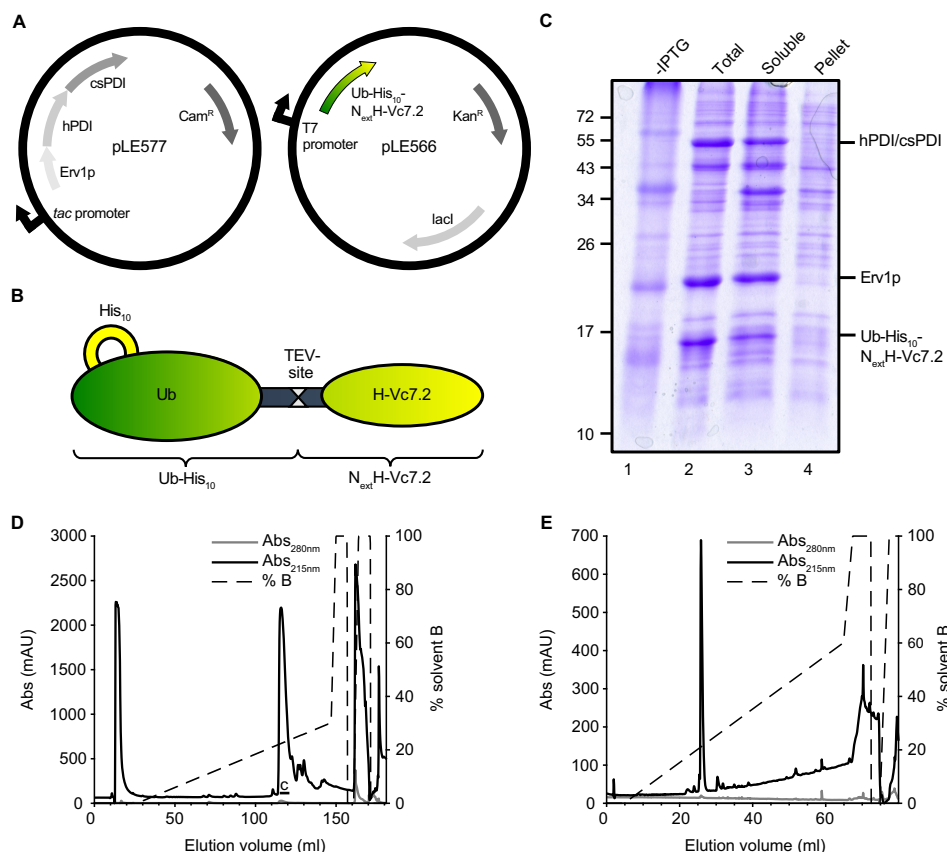 A
csPDI
hPDI
Erv1p
Cam^R
pLE577
tac promoter
Ub-His₁₀-
NₑₓₜH-Vc7.2
T7
promoter
pLE566
Kan^R
lacI
B
His₁₀
Ub
TEV-
site
H-Vc7.2
Ub-His₁₀
NₑₓₜH-Vc7.2
C
-IPTG
Total
Soluble
Pellet
72
55
43
34
26
17
10
hPDI/csPDI
Erv1p
Ub-His₁₀-
NₑₓₜH-Vc7.2
1 2 3 4
D
Abs (mAU)
3000
2500
2000
1500
1000
500
0
Abs₂₈₀ₙₘ
Abs₂₁₅ₙₘ
% B
c
100
80
60
40
20
0
% solvent B
0 50 100 150
Elution volume (ml)
E
Abs (mAU)
700
600
500
400
300
200
100
0
Abs₂₈₀ₙₘ
Abs₂₁₅ₙₘ
% B
100
80
60
40
20
0
% solvent B
0 20 40 60
Elution volume (ml)